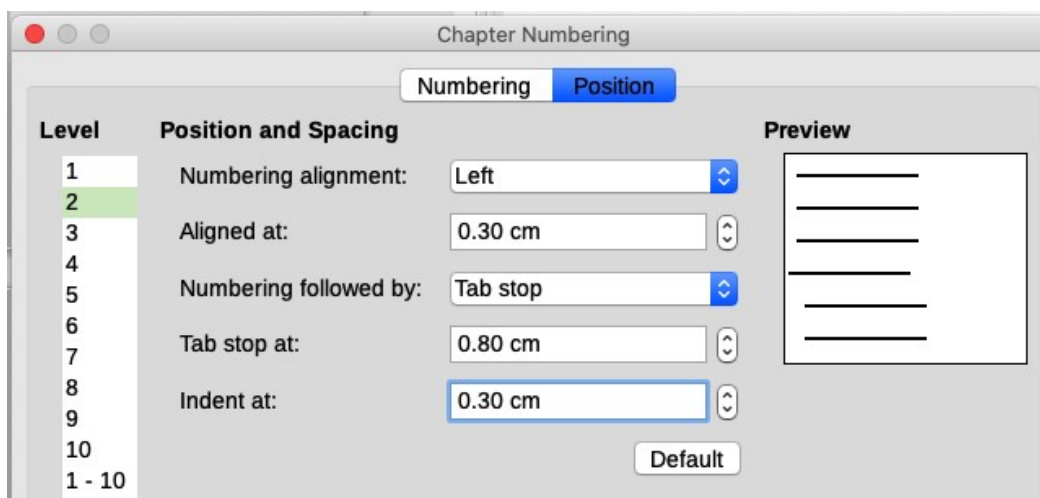 Chapter Numbering
Numbering Position
Level Position and Spacing Preview
1
Numbering alignment: Left
2
3
Aligned at: 0.30 cm
4
5
Numbering followed by: Tab stop
6
7
Tab stop at: 0.80 cm
8
9
Indent at: 0.30 cm
10
1 - 10
Default